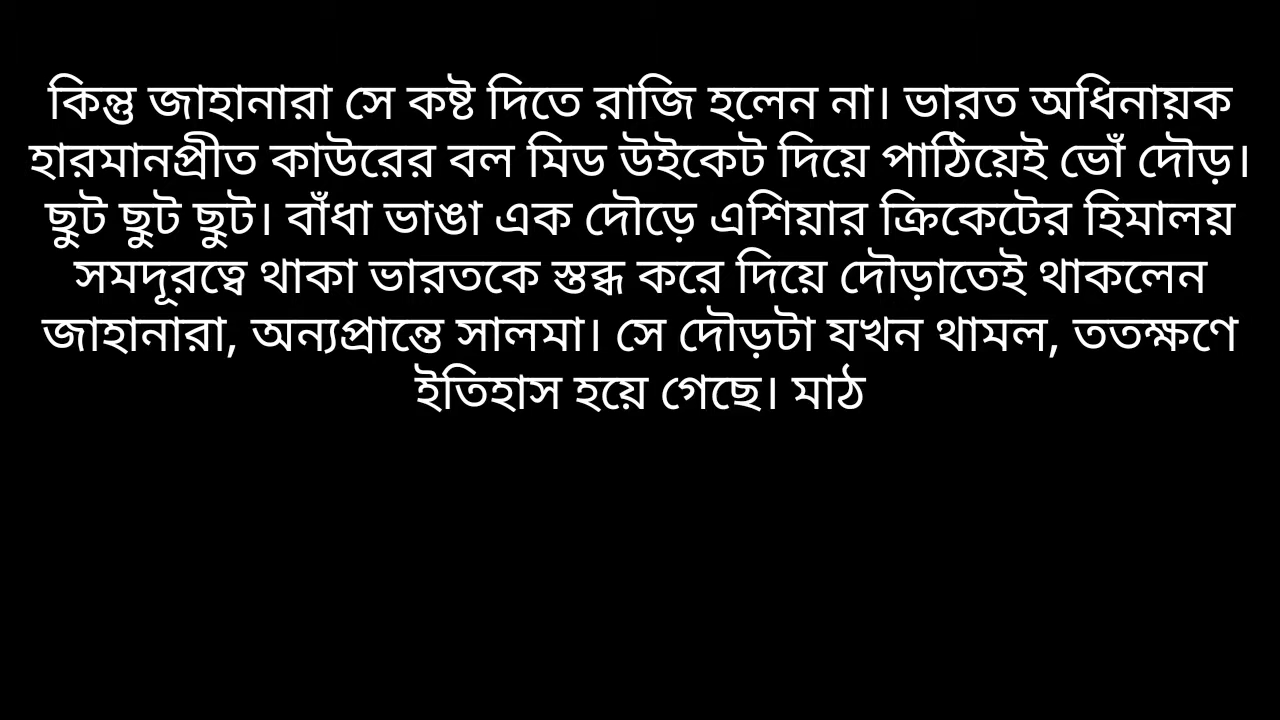 কিন্তু জাহানারা সে কষ্ট দিতে রাজি হলেন না। ভারত অধিনায়ক
হারমানপ্রীত কাউরের বল মিড উইকেট দিয়ে পাঠিয়েই ভোঁ দৌড়।
ছুট ছুট ছুট। বাঁধা ভাঙা এক দৌড়ে এশিয়ার ক্রিকেটের হিমালয়
সমদূরত্বে থাকা ভারতকে স্তব্ধ করে দিয়ে দৌড়াতেই থাকলেন
জাহানারা, অন্যপ্রান্তে সালমা। সে দৌড়টা যখন থামল, ততক্ষণে
ইতিহাস হয়ে গেছে। মাঠ